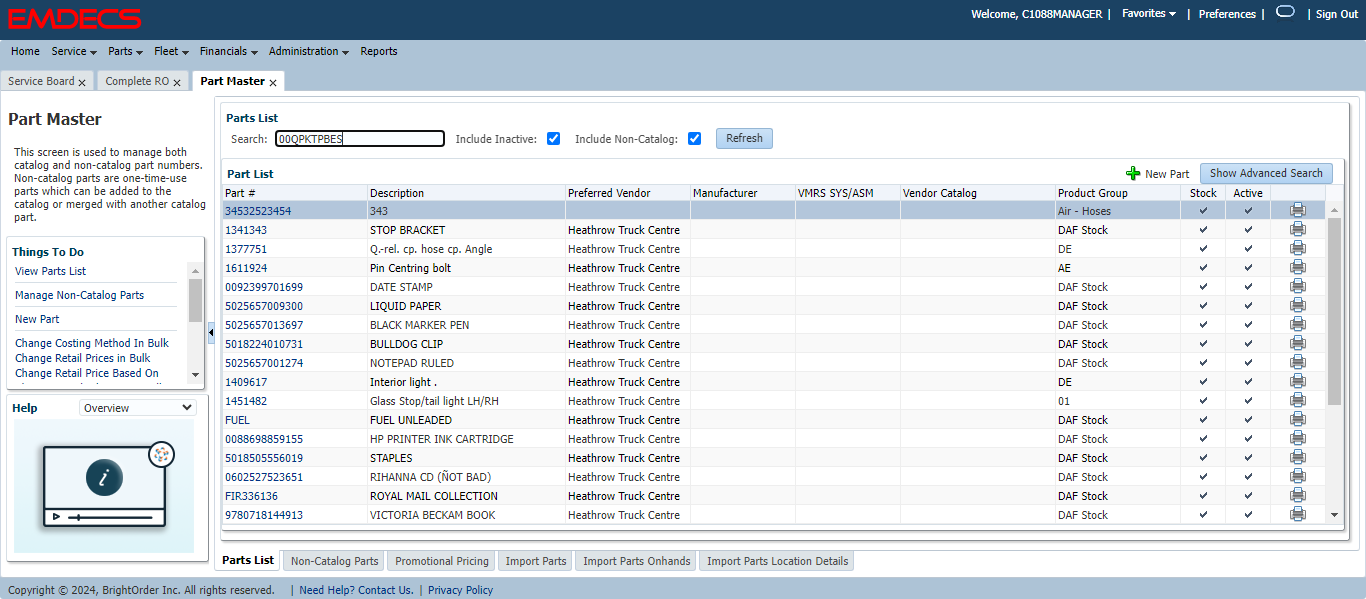 EMDECS
Welcome, C1088MANAGER | Favorites | Preferences | | Sign Out
Home Service Parts Fleet Financials Administration Reports
Service Board x Complete RO x Part Master x
Part Master
This screen is used to manage both
catalog and non-catalog part numbers.
Non-catalog parts are one-time-use
parts which can be added to the
catalog or merged with another catalog
part.
Things To Do
View Parts List
Manage Non-Catalog Parts
New Part
Change Costing Method In Bulk
Change Retail Prices in Bulk
Change Retail Price Based On
Help Overview
i
Parts List
Search: 00QPKTPBES Include Inactive: Include Non-Catalog: Refresh
Part List New Part Show Advanced Search
Part # Description Preferred Vendor Manufacturer VMRS SYS/ASM Vendor Catalog Product Group Stock Active
34532523454 343 Air - Hoses
1341343 STOP BRACKET Heathrow Truck Centre DAF Stock
1377751 Q.-rel. cp. hose cp. Angle Heathrow Truck Centre DE
1611924 Pin Centring bolt Heathrow Truck Centre AE
0092399701699 DATE STAMP Heathrow Truck Centre DAF Stock
5025657009300 LIQUID PAPER Heathrow Truck Centre DAF Stock
5025657013697 BLACK MARKER PEN Heathrow Truck Centre DAF Stock
5018224010731 BULLDOG CLIP Heathrow Truck Centre DAF Stock
5025657001274 NOTEPAD RULED Heathrow Truck Centre DAF Stock
1409617 Interior light . Heathrow Truck Centre DE
1451482 Glass Stop/tail light LH/RH Heathrow Truck Centre 01
FUEL FUEL UNLEADED Heathrow Truck Centre DAF Stock
0088698859155 HP PRINTER INK CARTRIDGE Heathrow Truck Centre DAF Stock
5018505556019 STAPLES Heathrow Truck Centre DAF Stock
0602527523651 RIHANNA CD (ÑOT BAD) Heathrow Truck Centre DAF Stock
FIR336136 ROYAL MAIL COLLECTION Heathrow Truck Centre DAF Stock
9780718144913 VICTORIA BECKAM BOOK Heathrow Truck Centre DAF Stock
Parts List Non-Catalog Parts Promotional Pricing Import Parts Import Parts Onhands Import Parts Location Details
Copyright © 2024, BrightOrder Inc. All rights reserved. | Need Help? Contact Us. | Privacy Policy